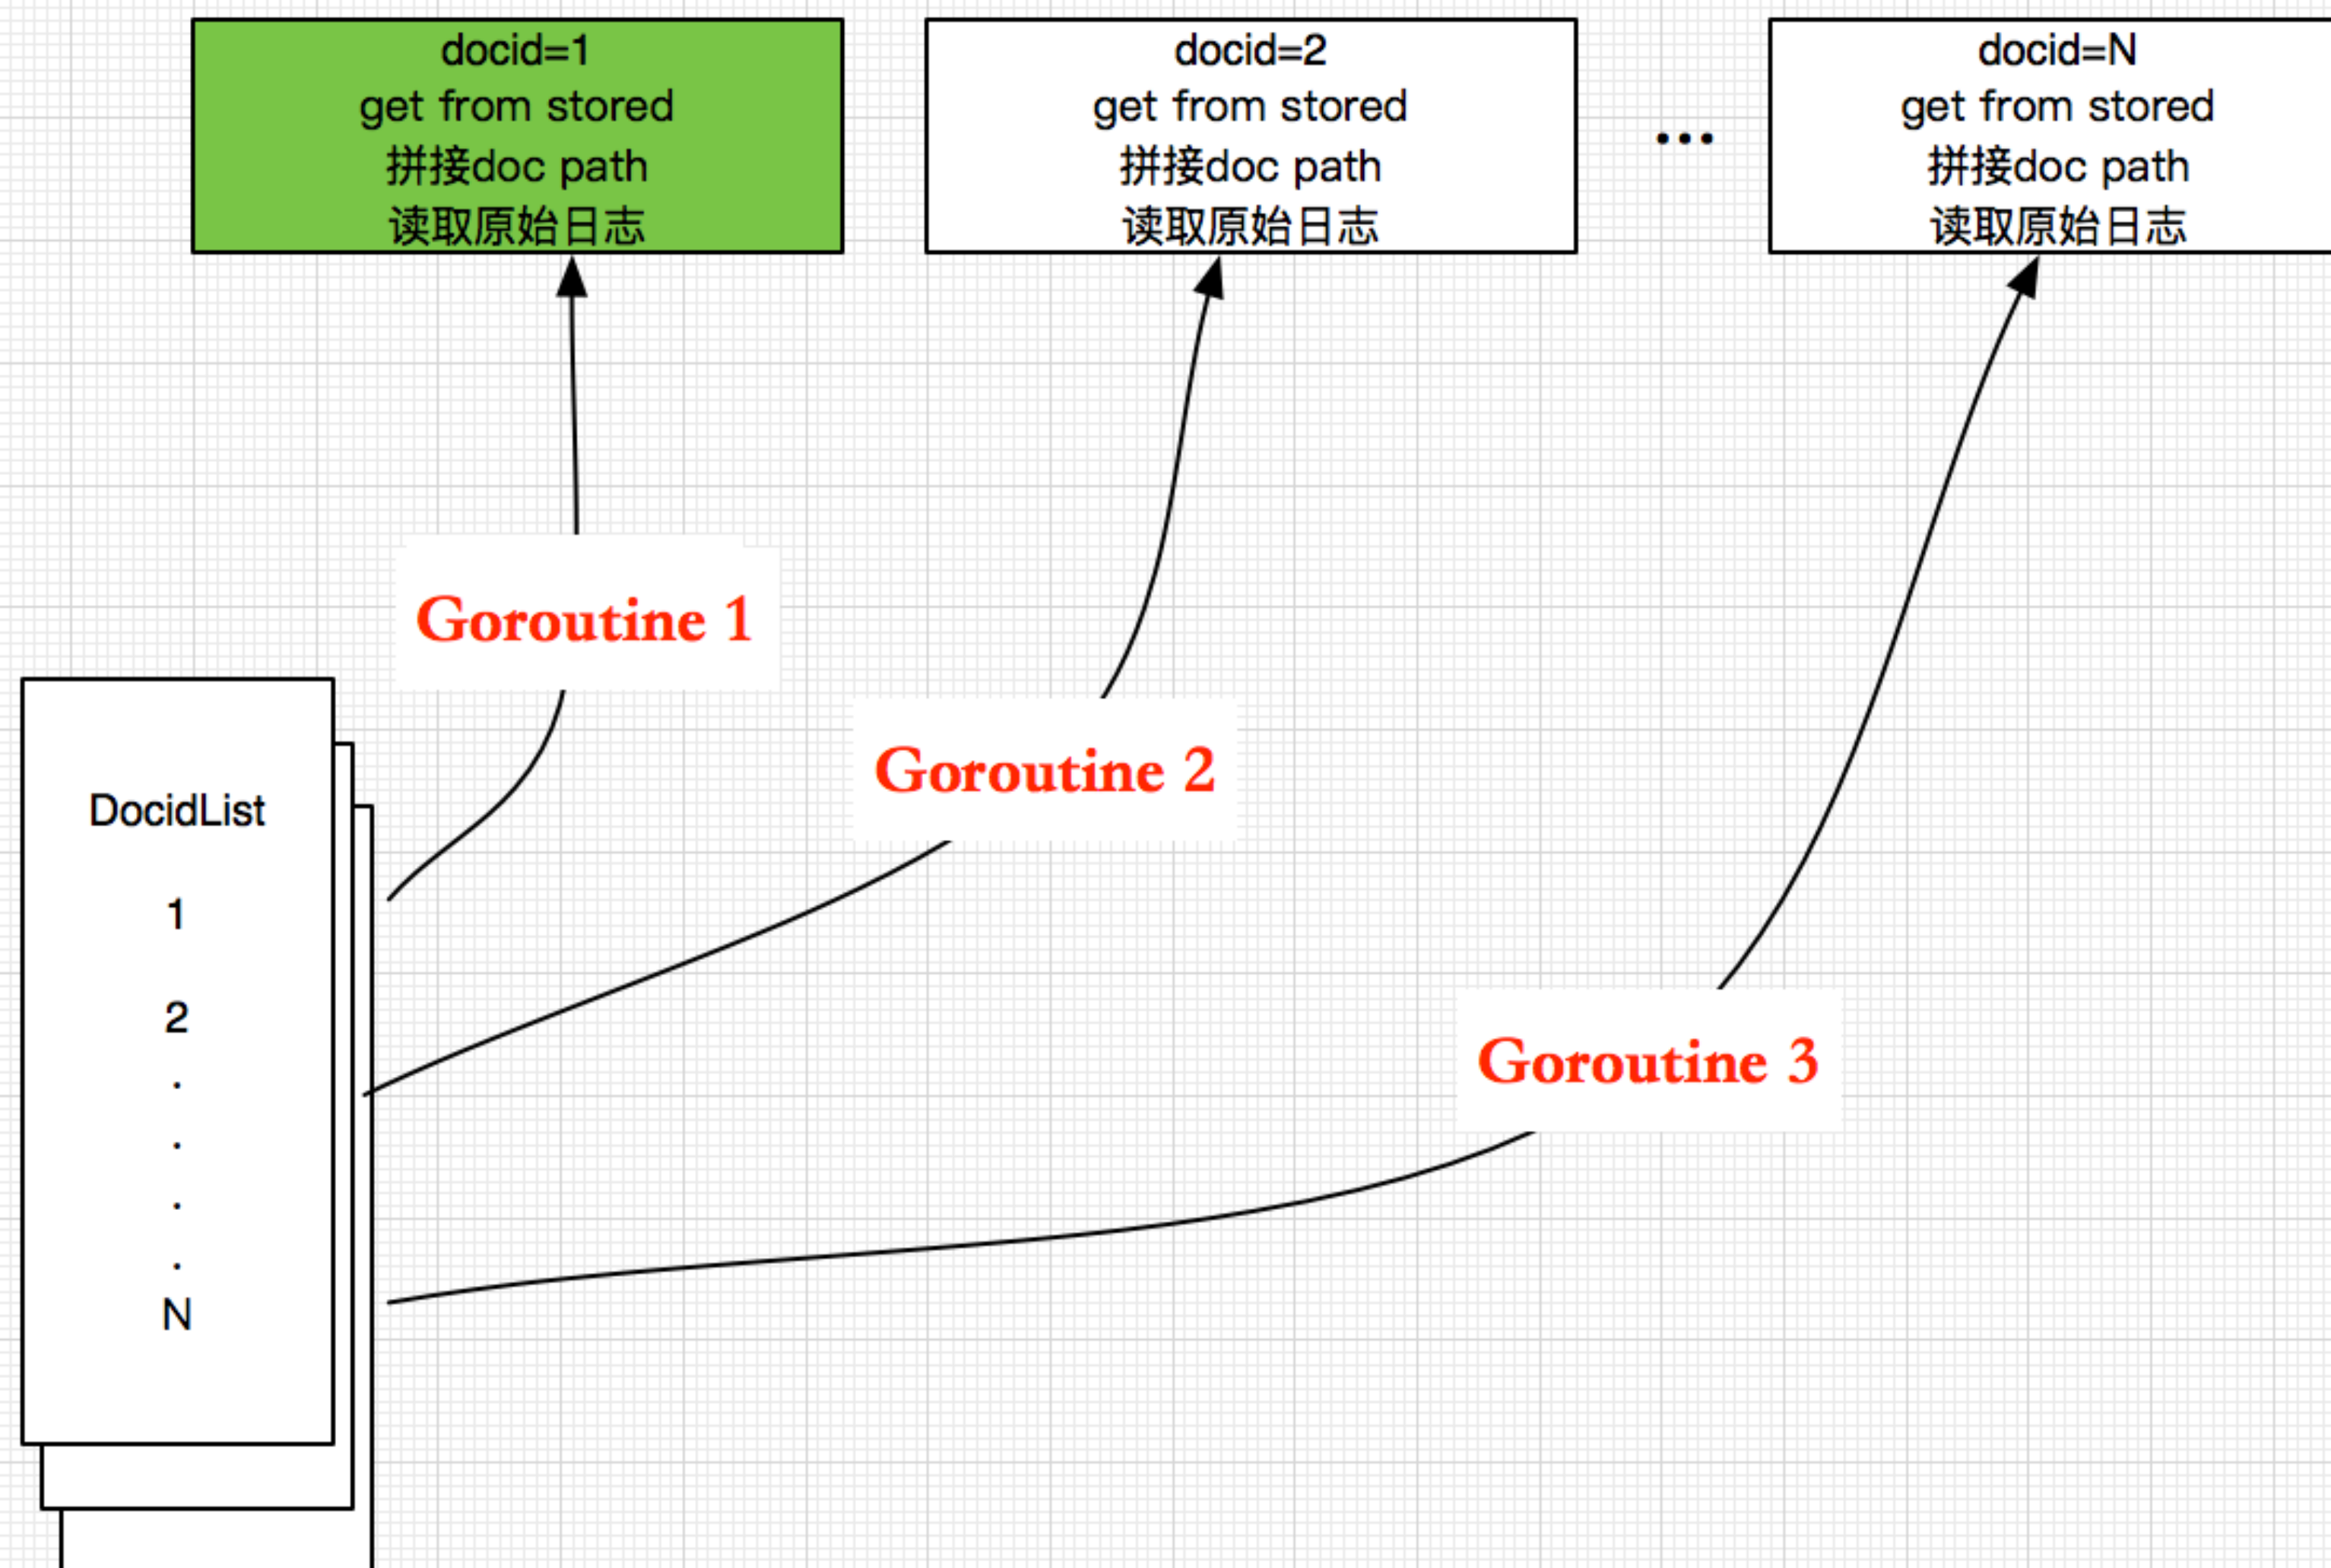 docid=1
get from stored
拼接doc path
读取原始日志
docid=2
get from stored
拼接doc path
读取原始日志
...
docid=N
get from stored
拼接doc path
读取原始日志
Goroutine 1
Goroutine 2
Goroutine 3
DocidList
1
2
.
.
.
.
N